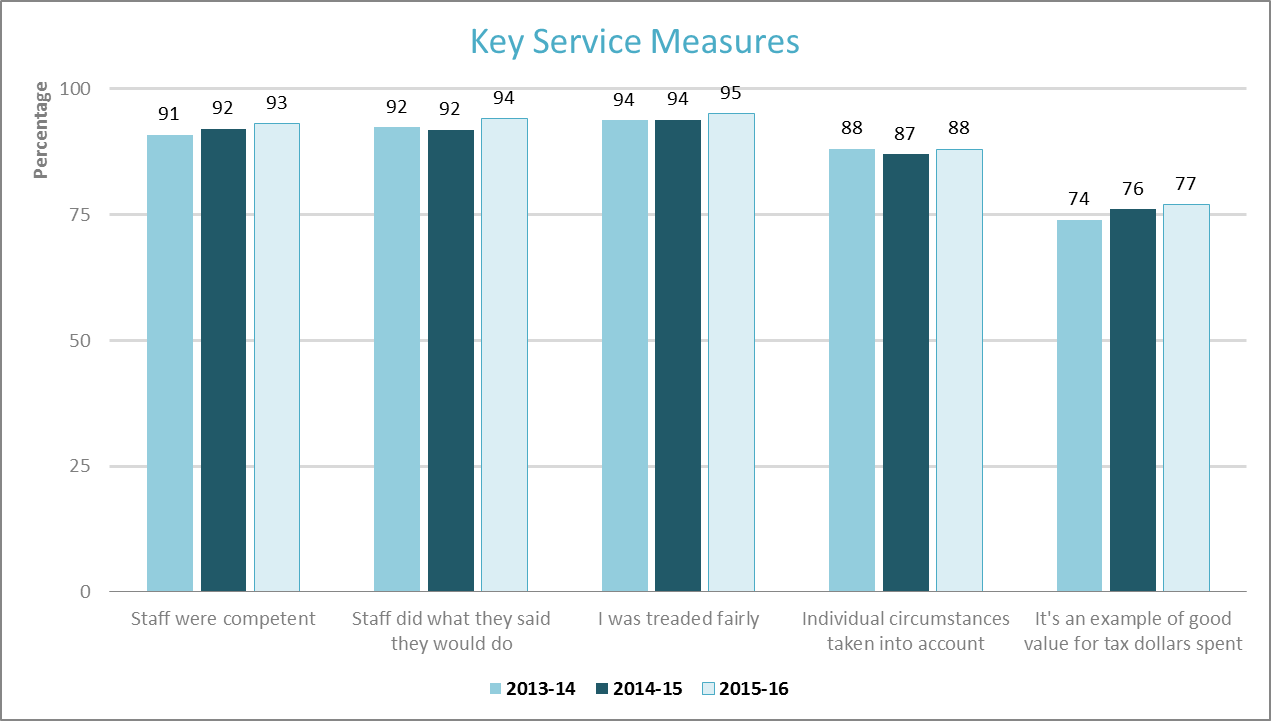 Key Service Measures
Percentage
100
75
50
25
0
91
92
93
92
92
94
94
94
95
88
87
88
74
76
77
Staff were competent
Staff did what they said
they would do
I was treaded fairly
Individual circumstances
taken into account
It's an example of good
value for tax dollars spent
2013-14
2014-15
2015-16